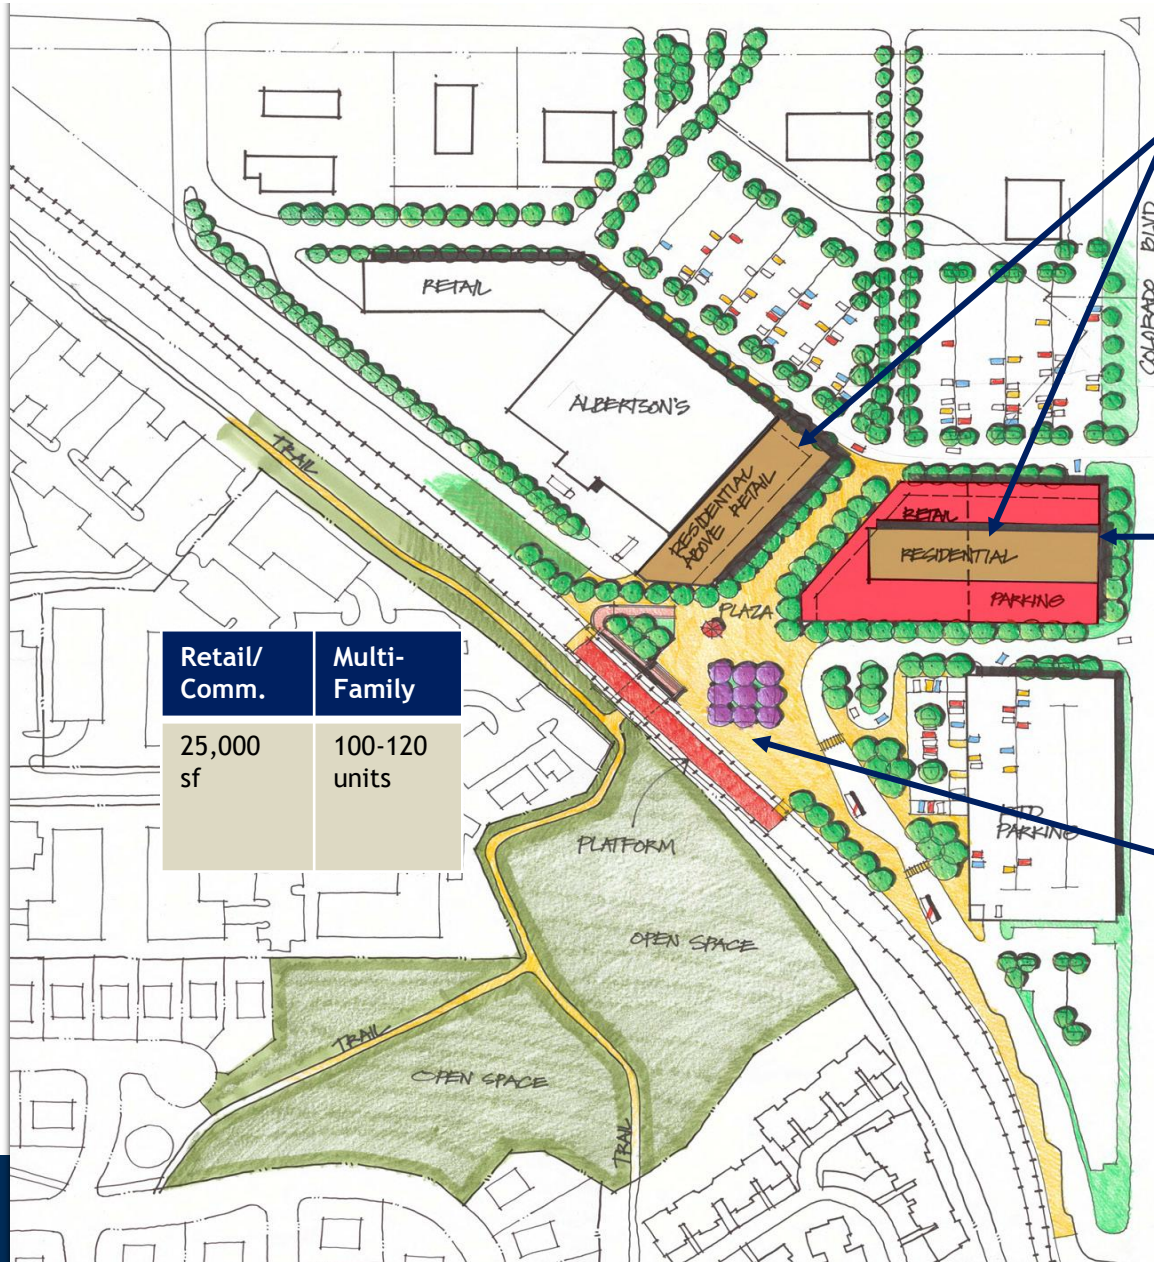 COLORADO BLVD
RETAIL
ALBERTSON'S
TRAIL
RESIDENTIAL
ABOVE RETAIL
RETAIL
RESIDENTIAL
PARKING
PLAZA
Retail/
Comm.
Multi-
Family
25,000
sf
100-120
units
PARKING
PLATFORM
OPEN SPACE
TRAIL
OPEN SPACE
TRAIL